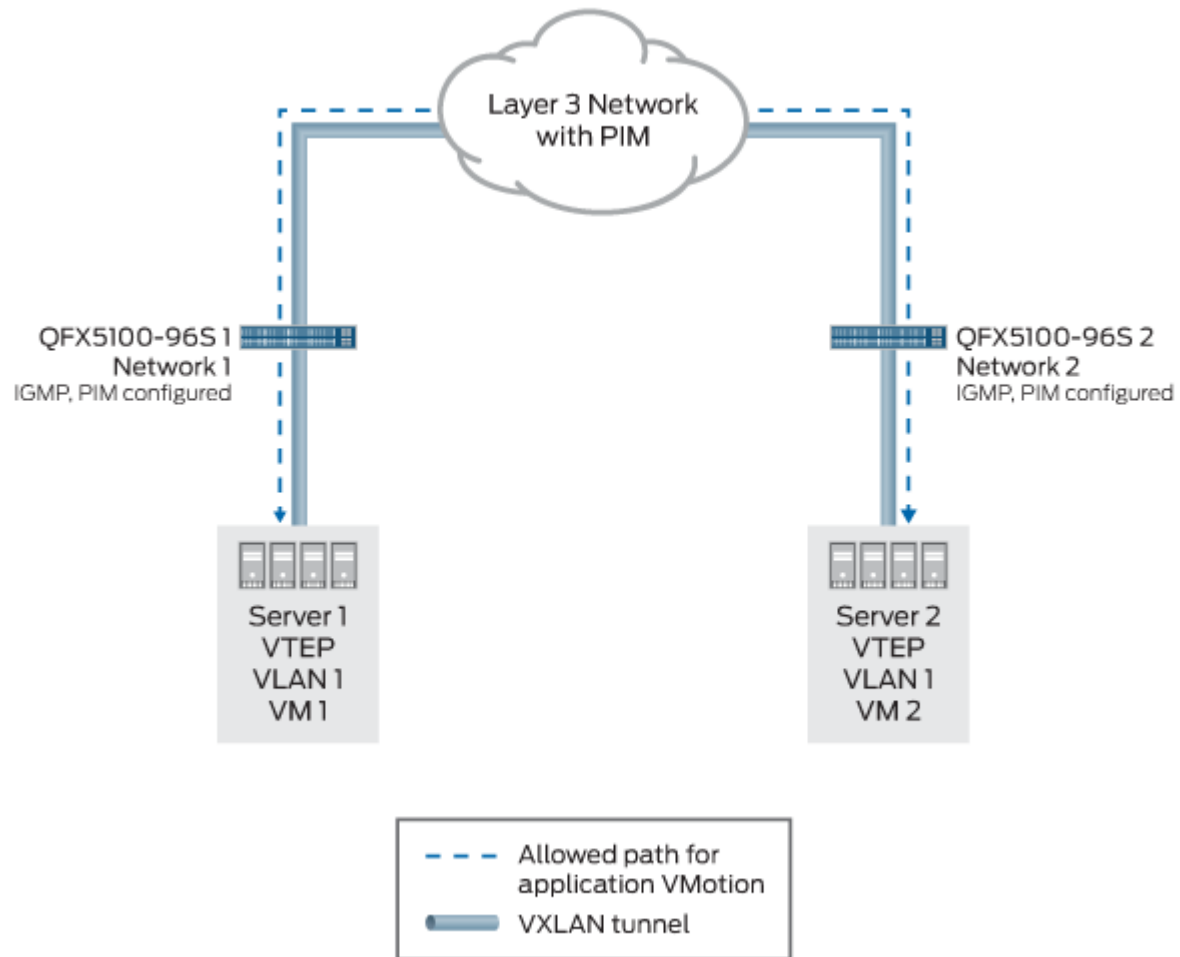 Layer 3 Network
with PIM
QFX5100-96S 1
Network 1
IGMP, PIM configured
QFX5100-96S 2
Network 2
IGMP, PIM configured
Server 1
VTEP
VLAN 1
VM 1
Server 2
VTEP
VLAN 1
VM 2
Allowed path for
application VMotion
VXLAN tunnel